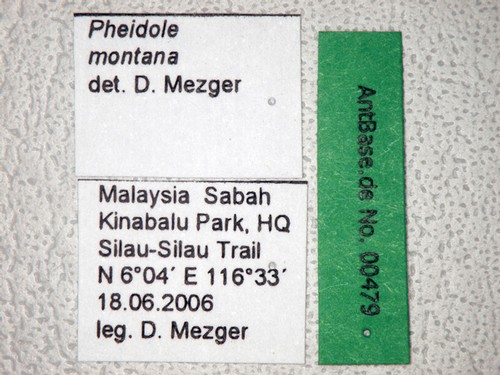 Pheidole
montana
det. D. Mezger
Malaysia Sabah
Kinabalu Park, HQ
Silau-Silau Trail
N 6°04´ E 116°33´
18.06.2006
leg. D. Mezger
AntBase.de No. 00479